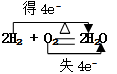 得 4e⁻
△
2H₂ + O₂ == 2H₂O
失 4e⁻